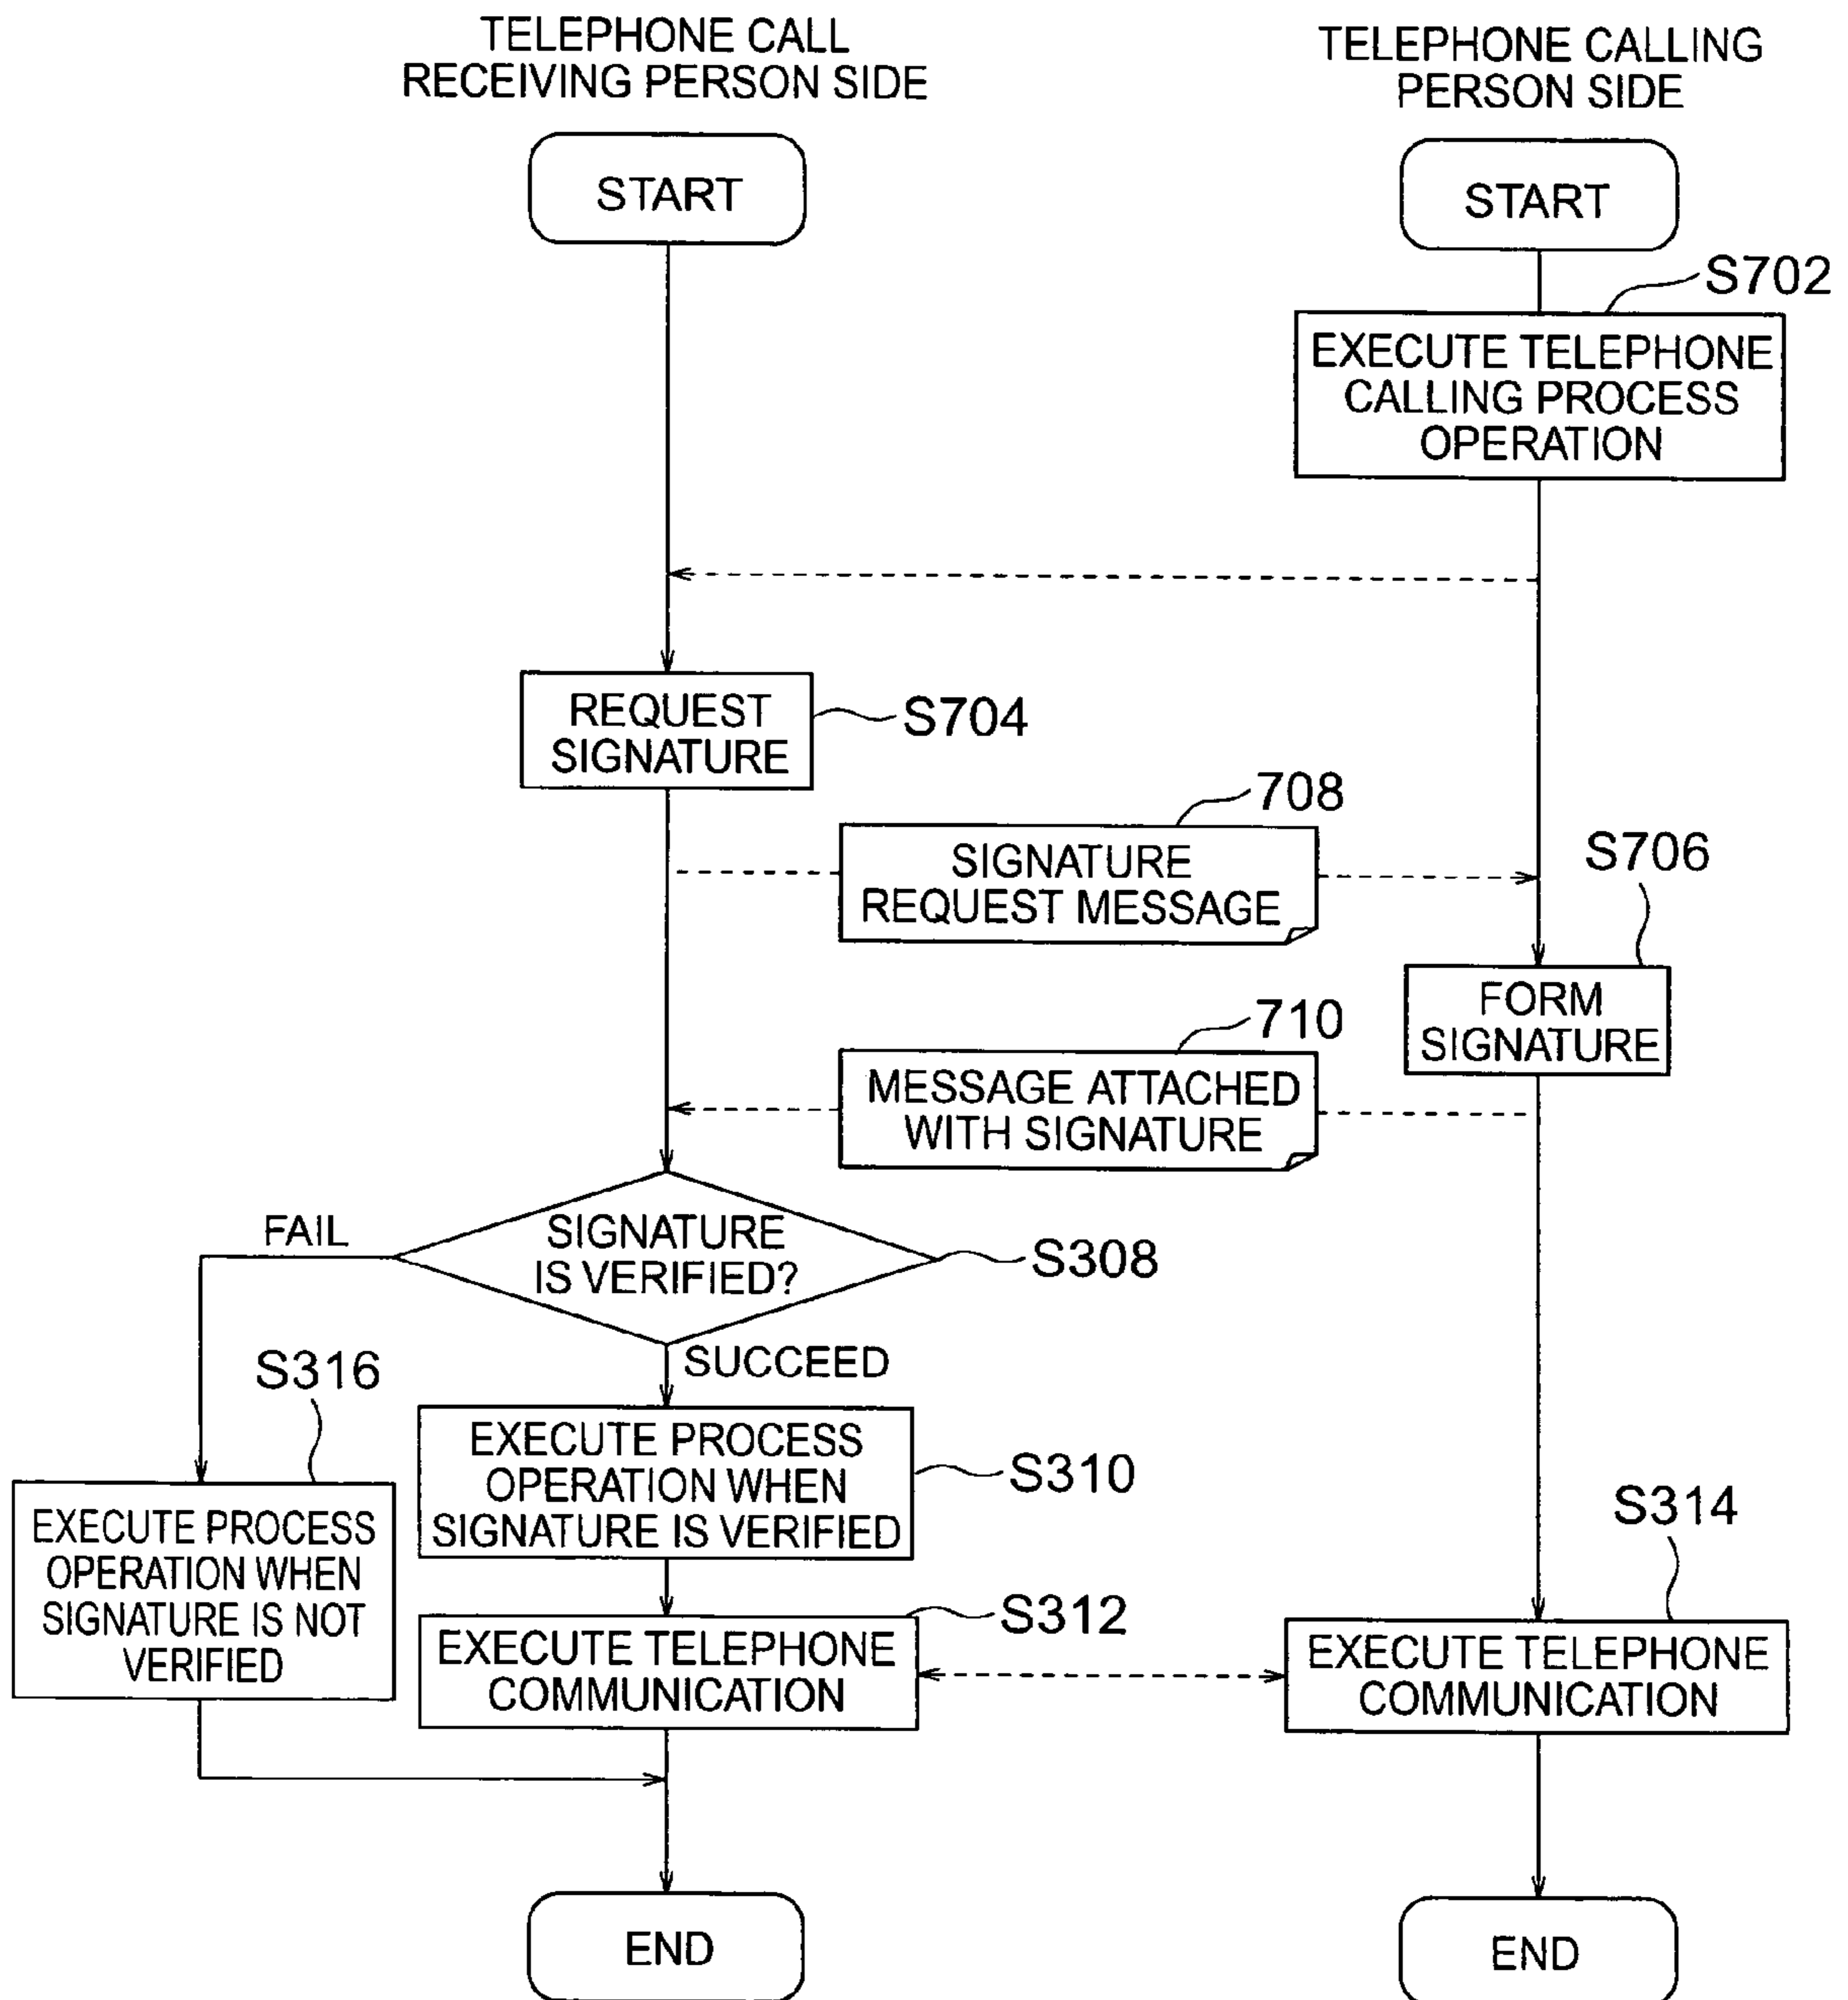 TELEPHONE CALL
RECEIVING PERSON SIDE
TELEPHONE CALLING
PERSON SIDE
START
START
S702
EXECUTE TELEPHONE
CALLING PROCESS
OPERATION
REQUEST
SIGNATURE
S704
708
SIGNATURE
REQUEST MESSAGE
S706
FORM
SIGNATURE
710
MESSAGE ATTACHED
WITH SIGNATURE
FAIL
SIGNATURE
IS VERIFIED?
S308
SUCCEED
S316
EXECUTE PROCESS
OPERATION WHEN
SIGNATURE IS NOT
VERIFIED
EXECUTE PROCESS
OPERATION WHEN
SIGNATURE IS VERIFIED
S310
S312
EXECUTE TELEPHONE
COMMUNICATION
S314
EXECUTE TELEPHONE
COMMUNICATION
END
END